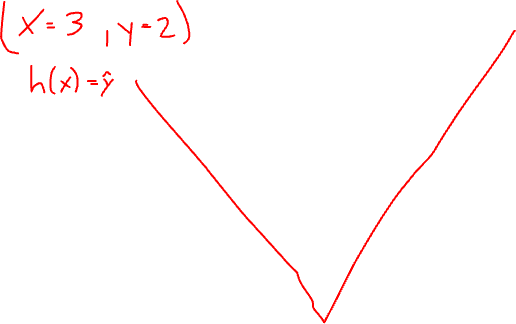 (x=3, y=2)
h(x)=ŷ